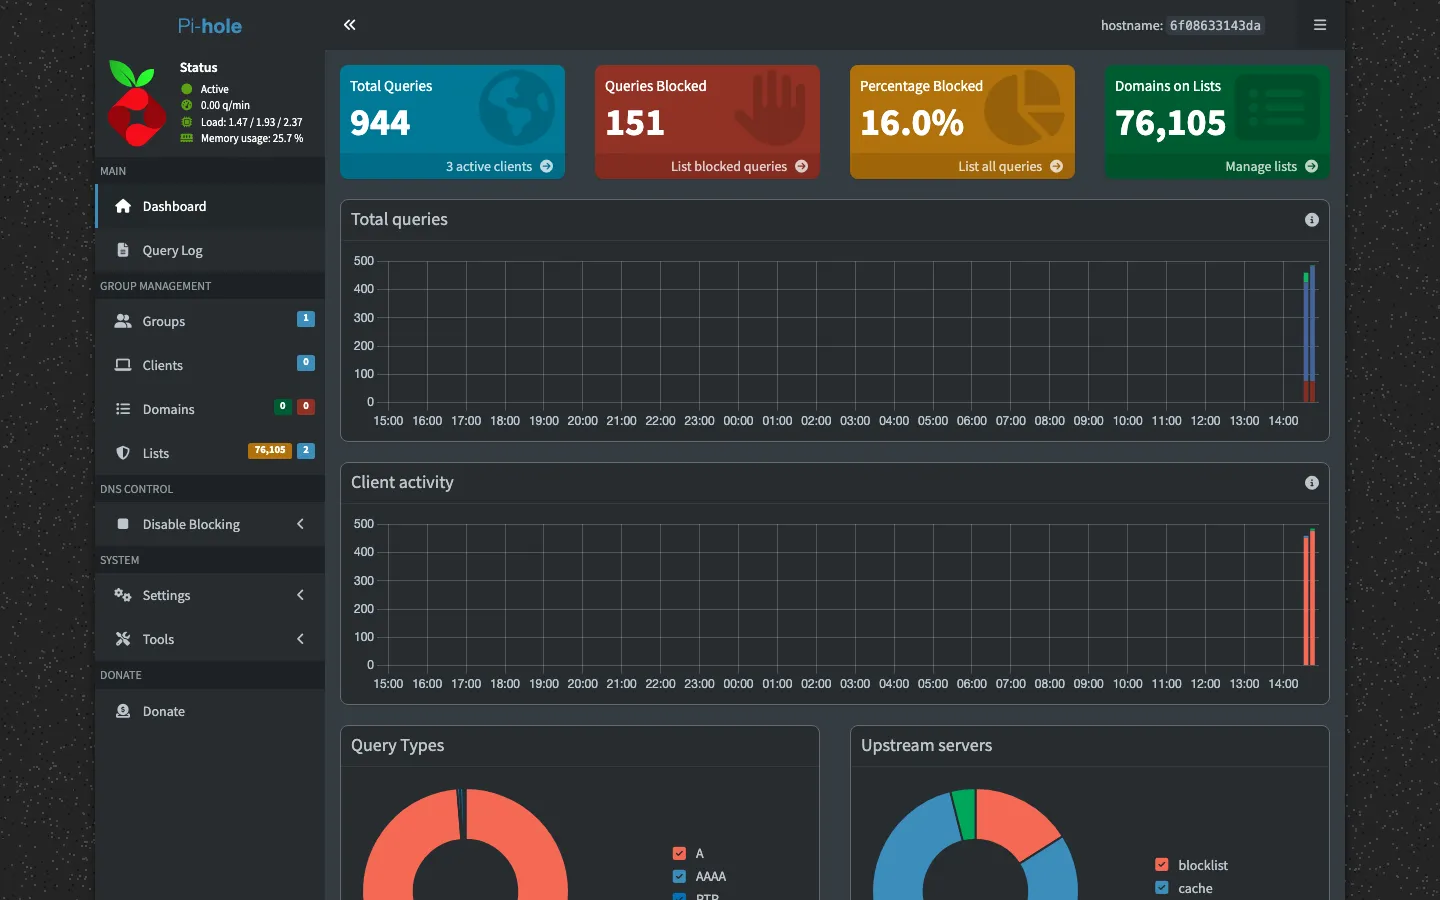 Pi-hole
hostname: 6f08633143da
Status
Active
0.00 q/min
Load: 1.47 / 1.93 / 2.37
Memory usage: 25.7 %
MAIN
Dashboard
Query Log
GROUP MANAGEMENT
Groups 1
Clients 0
Domains 0 0
Lists 76,105 2
DNS CONTROL
Disable Blocking
SYSTEM
Settings
Tools
DONATE
Donate
Total Queries
944
3 active clients
Queries Blocked
151
List blocked queries
Percentage Blocked
16.0%
List all queries
Domains on Lists
76,105
Manage lists
Total queries
500
400
300
200
100
0
15:00 16:00 17:00 18:00 19:00 20:00 21:00 22:00 23:00 00:00 01:00 02:00 03:00 04:00 05:00 06:00 07:00 08:00 09:00 10:00 11:00 12:00 13:00 14:00
Client activity
500
400
300
200
100
0
15:00 16:00 17:00 18:00 19:00 20:00 21:00 22:00 23:00 00:00 01:00 02:00 03:00 04:00 05:00 06:00 07:00 08:00 09:00 10:00 11:00 12:00 13:00 14:00
Query Types
A
AAAA
PTR
Upstream servers
blocklist
cache